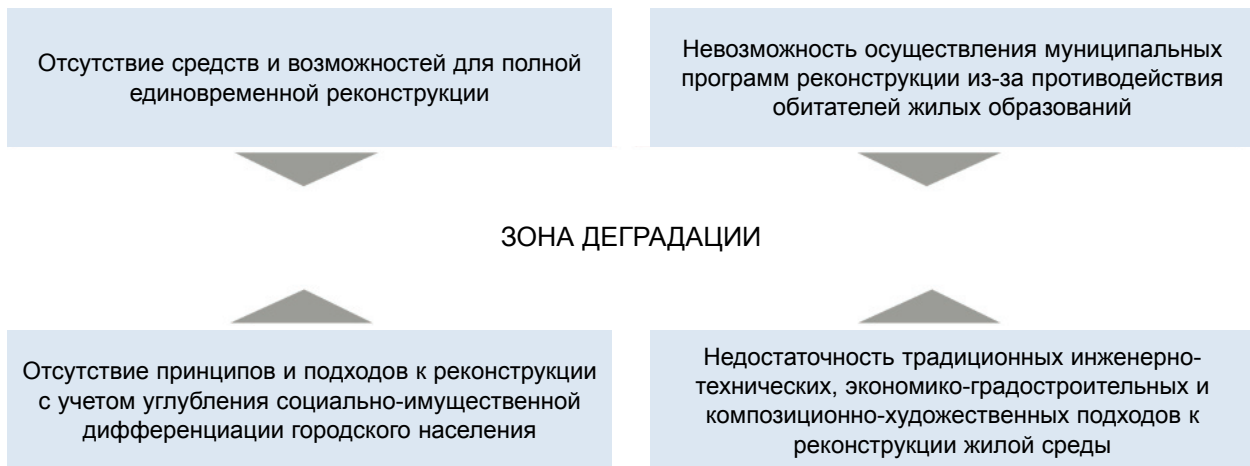 Отсутствие средств и возможностей для полной
единовременной реконструкции
Невозможность осуществления муниципальных
программ реконструкции из-за противодействия
обитателей жилых образований
ЗОНА ДЕГРАДАЦИИ
Отсутствие принципов и подходов к реконструкции
с учетом углубления социально-имущественной
дифференциации городского населения
Недостаточность традиционных инженерно-
технических, экономико-градостроительных и
композиционно-художественных подходов к
реконструкции жилой среды